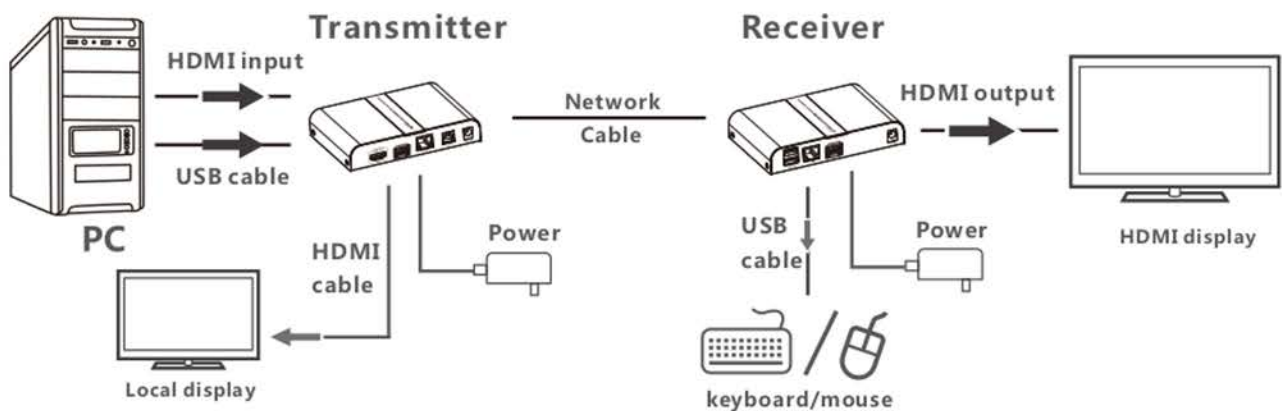 Transmitter
Receiver
HDMI input
USB cable
PC
Network
Cable
HDMI output
HDMI
cable
Power
USB
cable
Power
HDMI display
Local display
keyboard/mouse